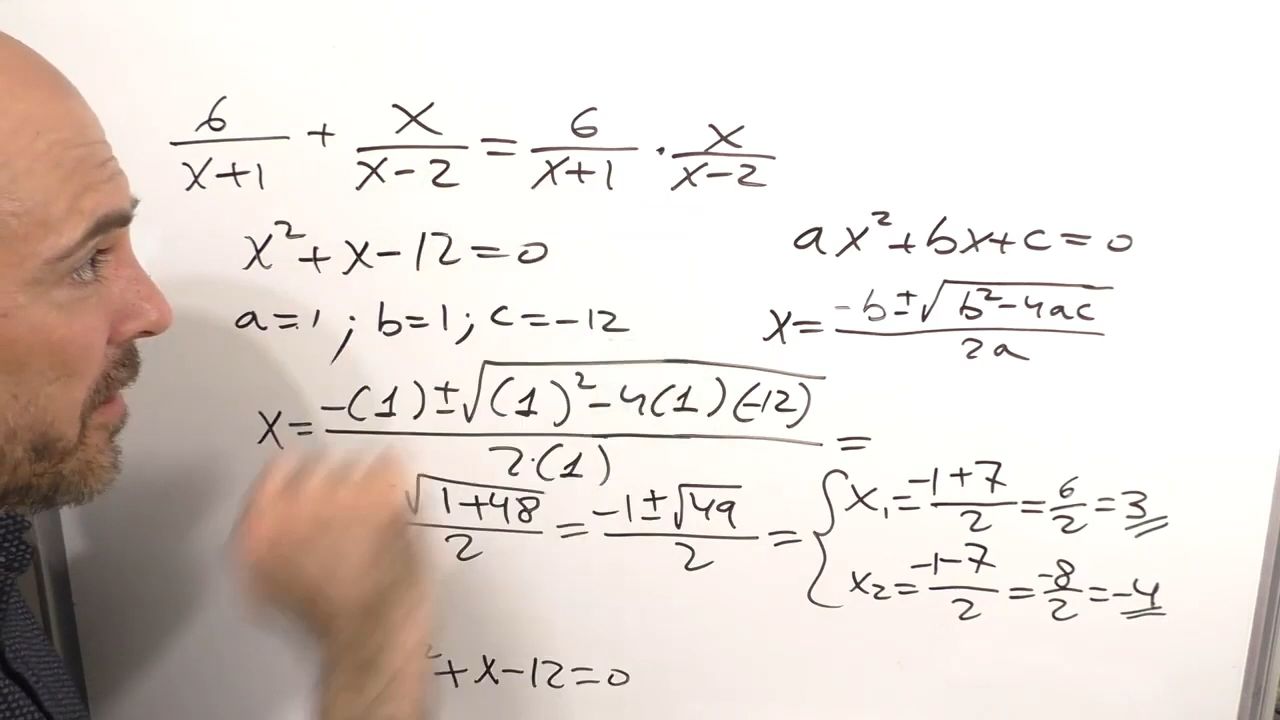 6/(x+1) + x/(x-2) = 6/(x+1) · x/(x-2)
x² + x - 12 = 0
ax² + bx + c = 0
a = 1 ; b = 1 ; c = -12
x = (-b ± √(b² - 4ac))/(2a)
x = (-(1) ± √((1)² - 4(1)(-12)))/(2·(1)) =
√(1+48)/2 = (-1 ± √49)/2 = { x₁ = (-1+7)/2 = 6/2 = 3
x₂ = (-1-7)/2 = -8/2 = -4
² + x - 12 = 0